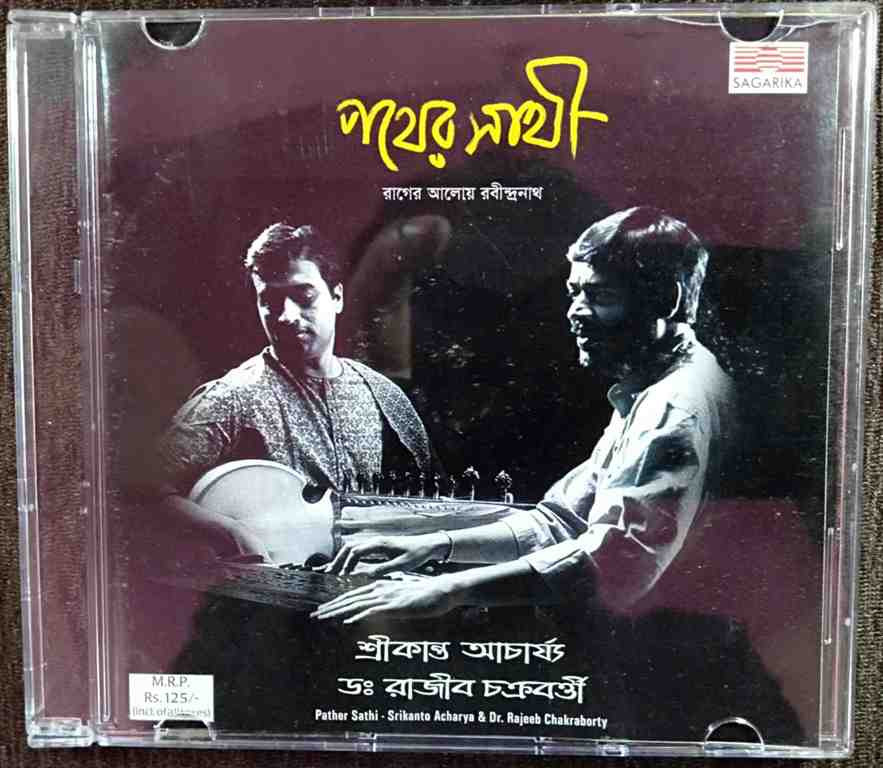 পথের সাথী
SAGARIKA
রাগের আলোয় রবীন্দ্রনাথ
শ্রীকান্ত আচার্য্য
ডঃ রাজীব চক্রবর্ত্তী
Pather Sathi - Srikanto Acharya & Dr. Rajeeb Chakraborty
M.R.P.
Rs. 125/-
(incl. of all taxes)